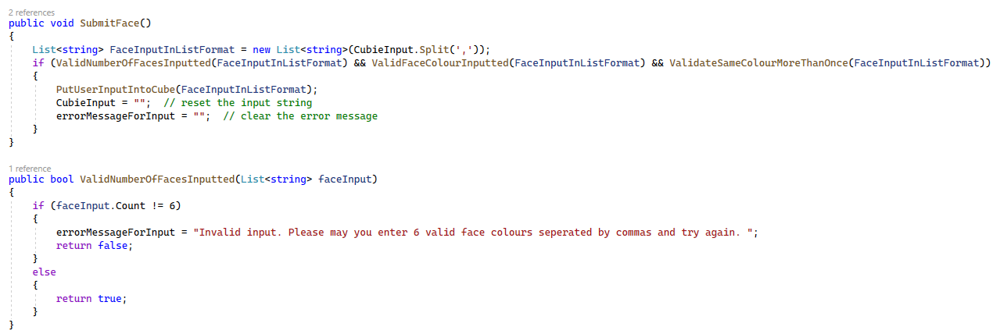 2 references
public void SubmitFace()
{
    List<string> FaceInputInListFormat = new List<string>(CubieInput.Split(','));
    if (ValidNumberOfFacesInputted(FaceInputInListFormat) && ValidFaceColourInputted(FaceInputInListFormat) && ValidateSameColourMoreThanOnce(FaceInputInListFormat))
    {
        PutUserInputIntoCube(FaceInputInListFormat);
        CubieInput = "";  // reset the input string
        errorMessageForInput = "";  // clear the error message
    }
}
1 reference
public bool ValidNumberOfFacesInputted(List<string> faceInput)
{
    if (faceInput.Count != 6)
    {
        errorMessageForInput = "Invalid input. Please may you enter 6 valid face colours seperated by commas and try again. ";
        return false;
    }
    else
    {
        return true;
    }
}